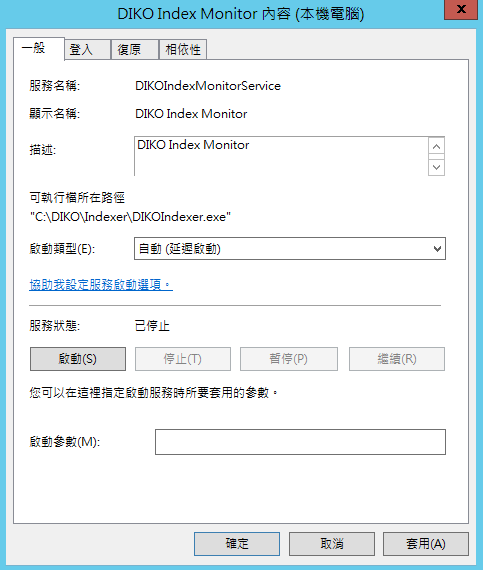 DIKO Index Monitor 內容 (本機電腦)
x
一般 登入 復原 相依性
服務名稱: DIKOIndexMonitorService
顯示名稱: DIKO Index Monitor
描述: DIKO Index Monitor
可執行檔所在路徑
"C:\DIKO\Indexer\DIKOIndexer.exe"
啟動類型(E): 自動 (延遲啟動)
協助我設定服務啟動選項。
服務狀態: 已停止
啟動(S) 停止(T) 暫停(P) 繼續(R)
您可以在這裡指定啟動服務時所要套用的參數。
啟動參數(M):
確定 取消 套用(A)